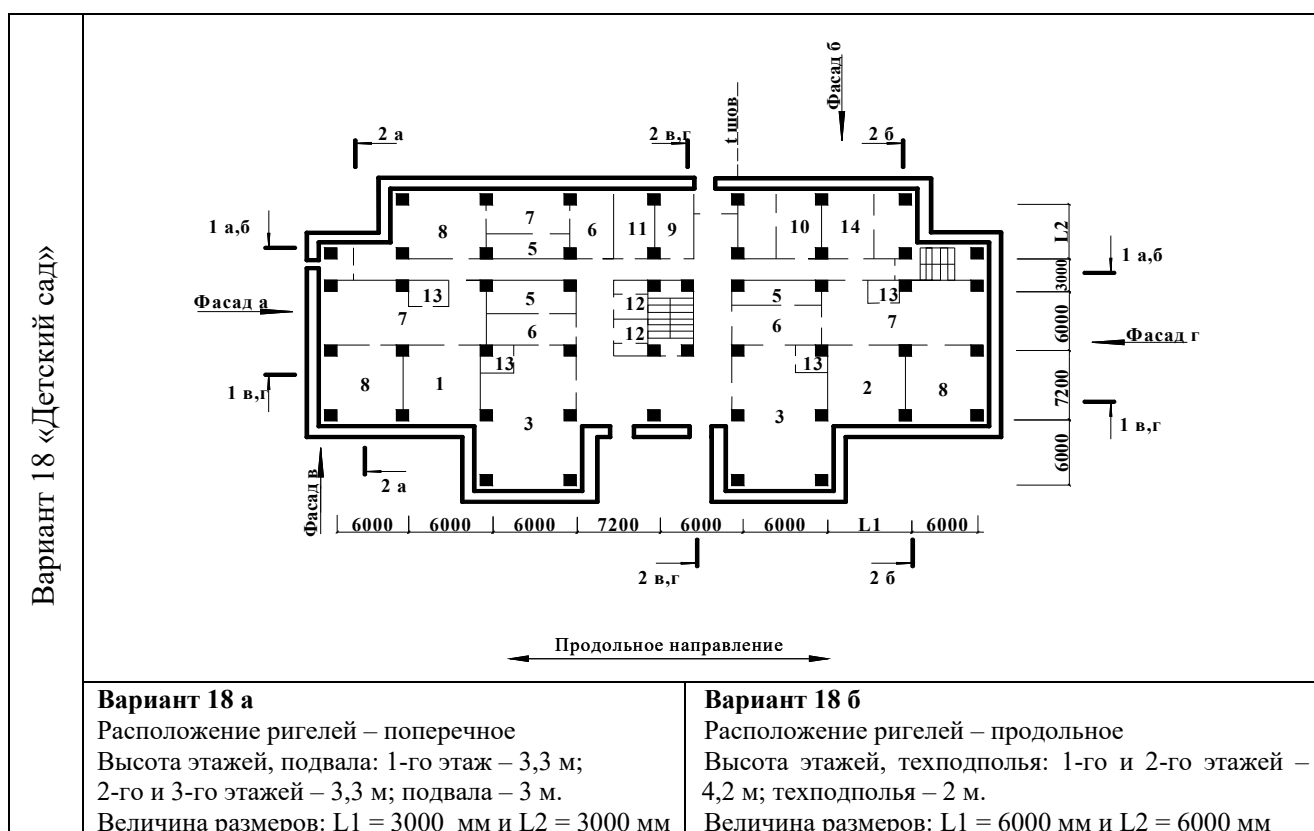 Вариант 18 «Детский сад»
Фасад б
t шов
2 а
2 в,г
2 б
1 а,б
7
6
11
9
10
14
8
5
L2
1 а,б
3000
13
5
12
5
13
Фасад а
7
6
12
6
7
6000
Фасад г
13
13
1 в,г
8
1
3
3
2
8
7200
1 в,г
6000
2 а
Фасад в
6000
6000
6000
7200
6000
6000
L1
6000
2 в,г
2 б
Продольное направление
Вариант 18 а
Расположение ригелей – поперечное
Высота этажей, подвала: 1-го этаж – 3,3 м;
2-го и 3-го этажей – 3,3 м; подвала – 3 м.
Величина размеров: L1 = 3000 мм и L2 = 3000 мм
Вариант 18 б
Расположение ригелей – продольное
Высота этажей, техподполья: 1-го и 2-го этажей –
4,2 м; техподполья – 2 м.
Величина размеров: L1 = 6000 мм и L2 = 6000 мм